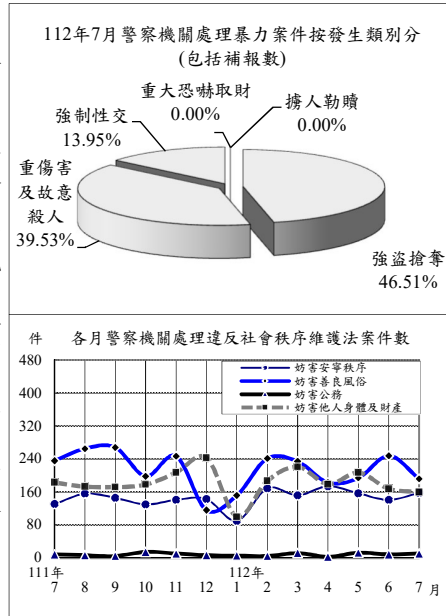 112年7月警察機關處理暴力案件按發生類別分
(包括補報數)
重大恐嚇取財
0.00%
擄人勒贖
0.00%
強制性交
13.95%
重傷害
及故意
殺人
39.53%
強盜搶奪
46.51%
件 各月警察機關處理違反社會秩序維護法案件數
妨害安寧秩序
妨害善良風俗
妨害公務
妨害他人身體及財產
480
400
320
240
160
80
0
111年 112年
7 8 9 10 11 12 1 2 3 4 5 6 7 月